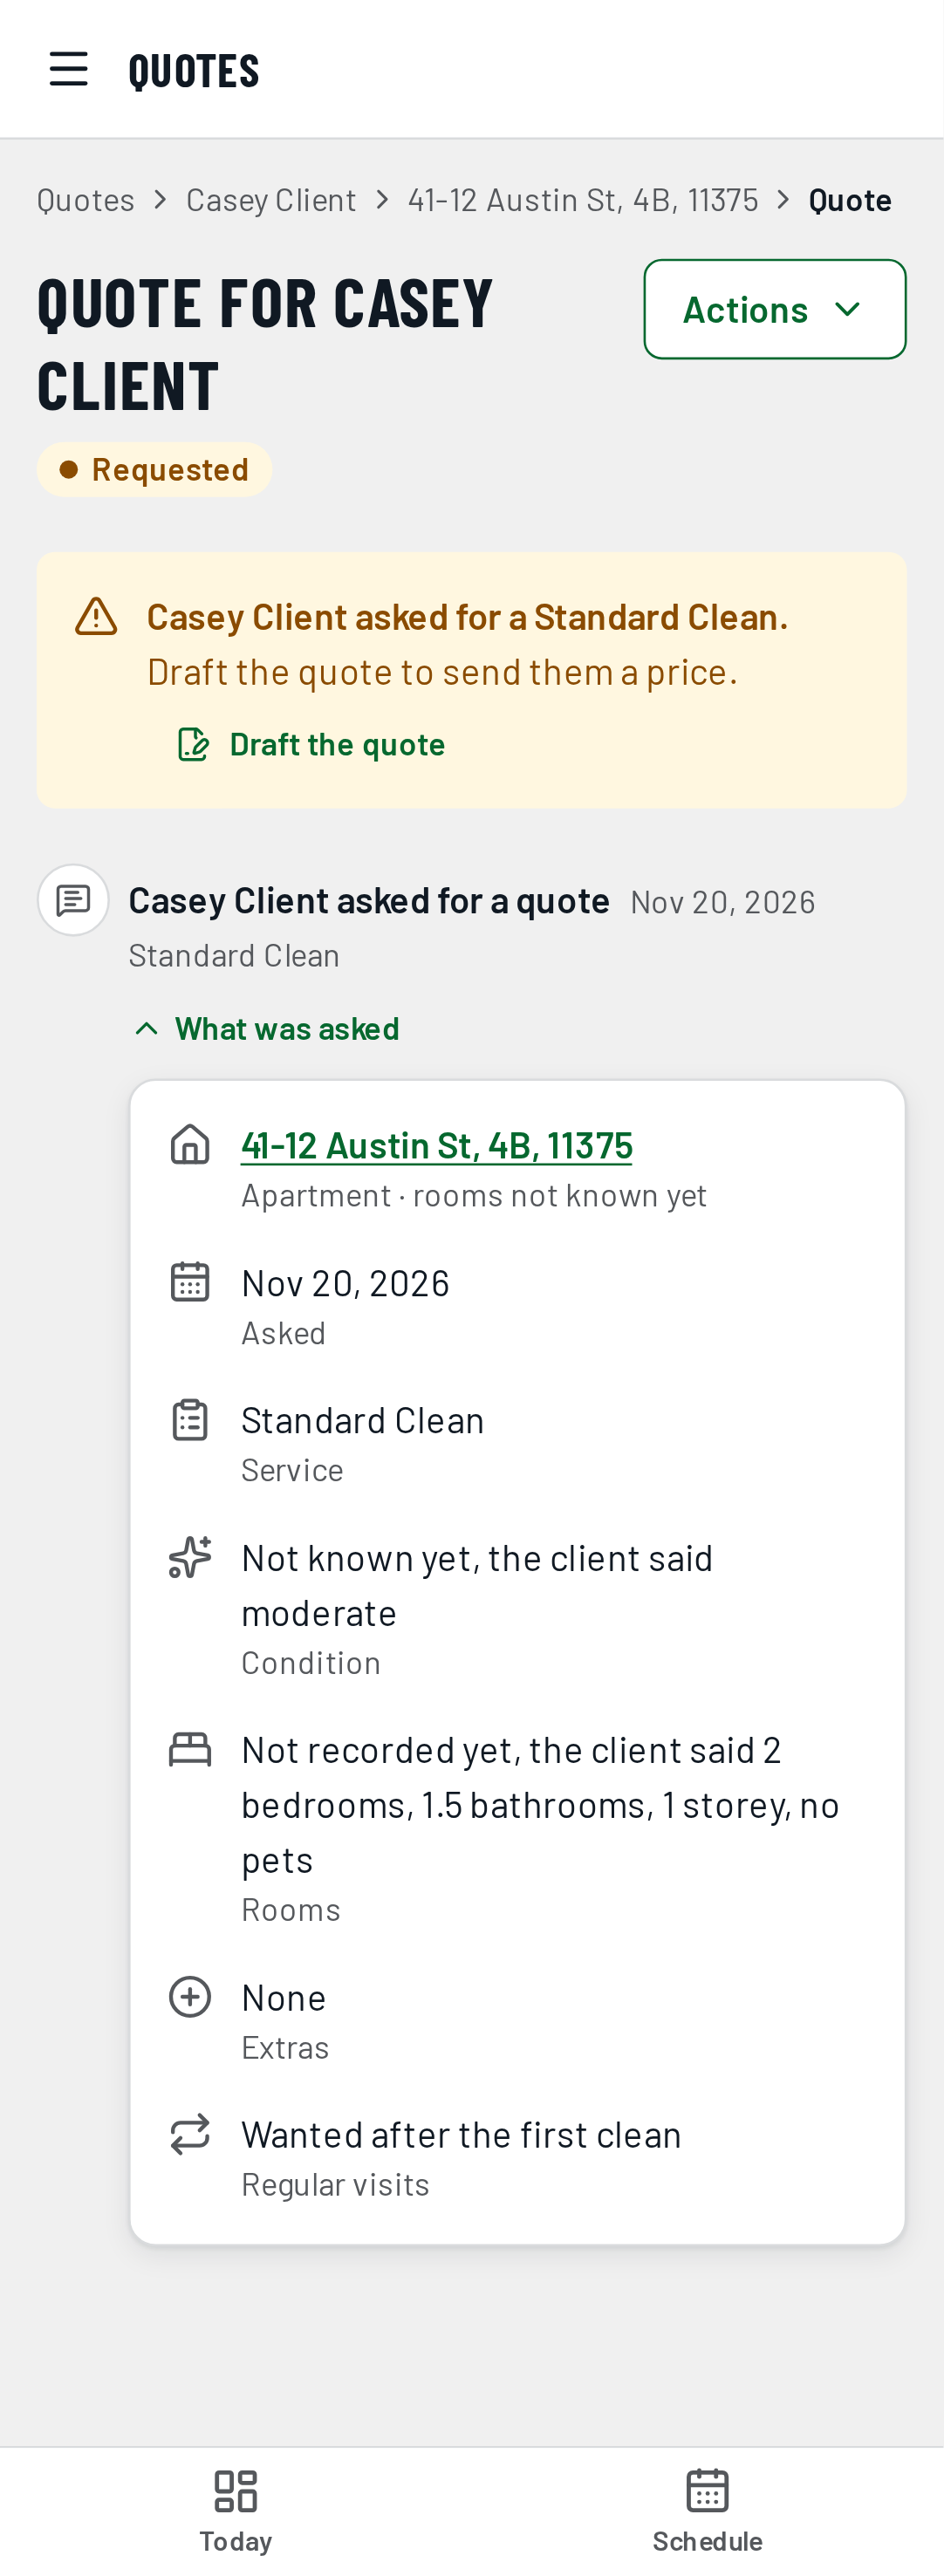 QUOTES
Quotes > Casey Client > 41-12 Austin St, 4B, 11375 > Quote
QUOTE FOR CASEY
CLIENT
Actions
Requested
Casey Client asked for a Standard Clean.
Draft the quote to send them a price.
Draft the quote
Casey Client asked for a quote Nov 20, 2026
Standard Clean
What was asked
41-12 Austin St, 4B, 11375
Apartment · rooms not known yet
Nov 20, 2026
Asked
Standard Clean
Service
Not known yet, the client said
moderate
Condition
Not recorded yet, the client said 2
bedrooms, 1.5 bathrooms, 1 storey, no
pets
Rooms
None
Extras
Wanted after the first clean
Regular visits
Today
Schedule